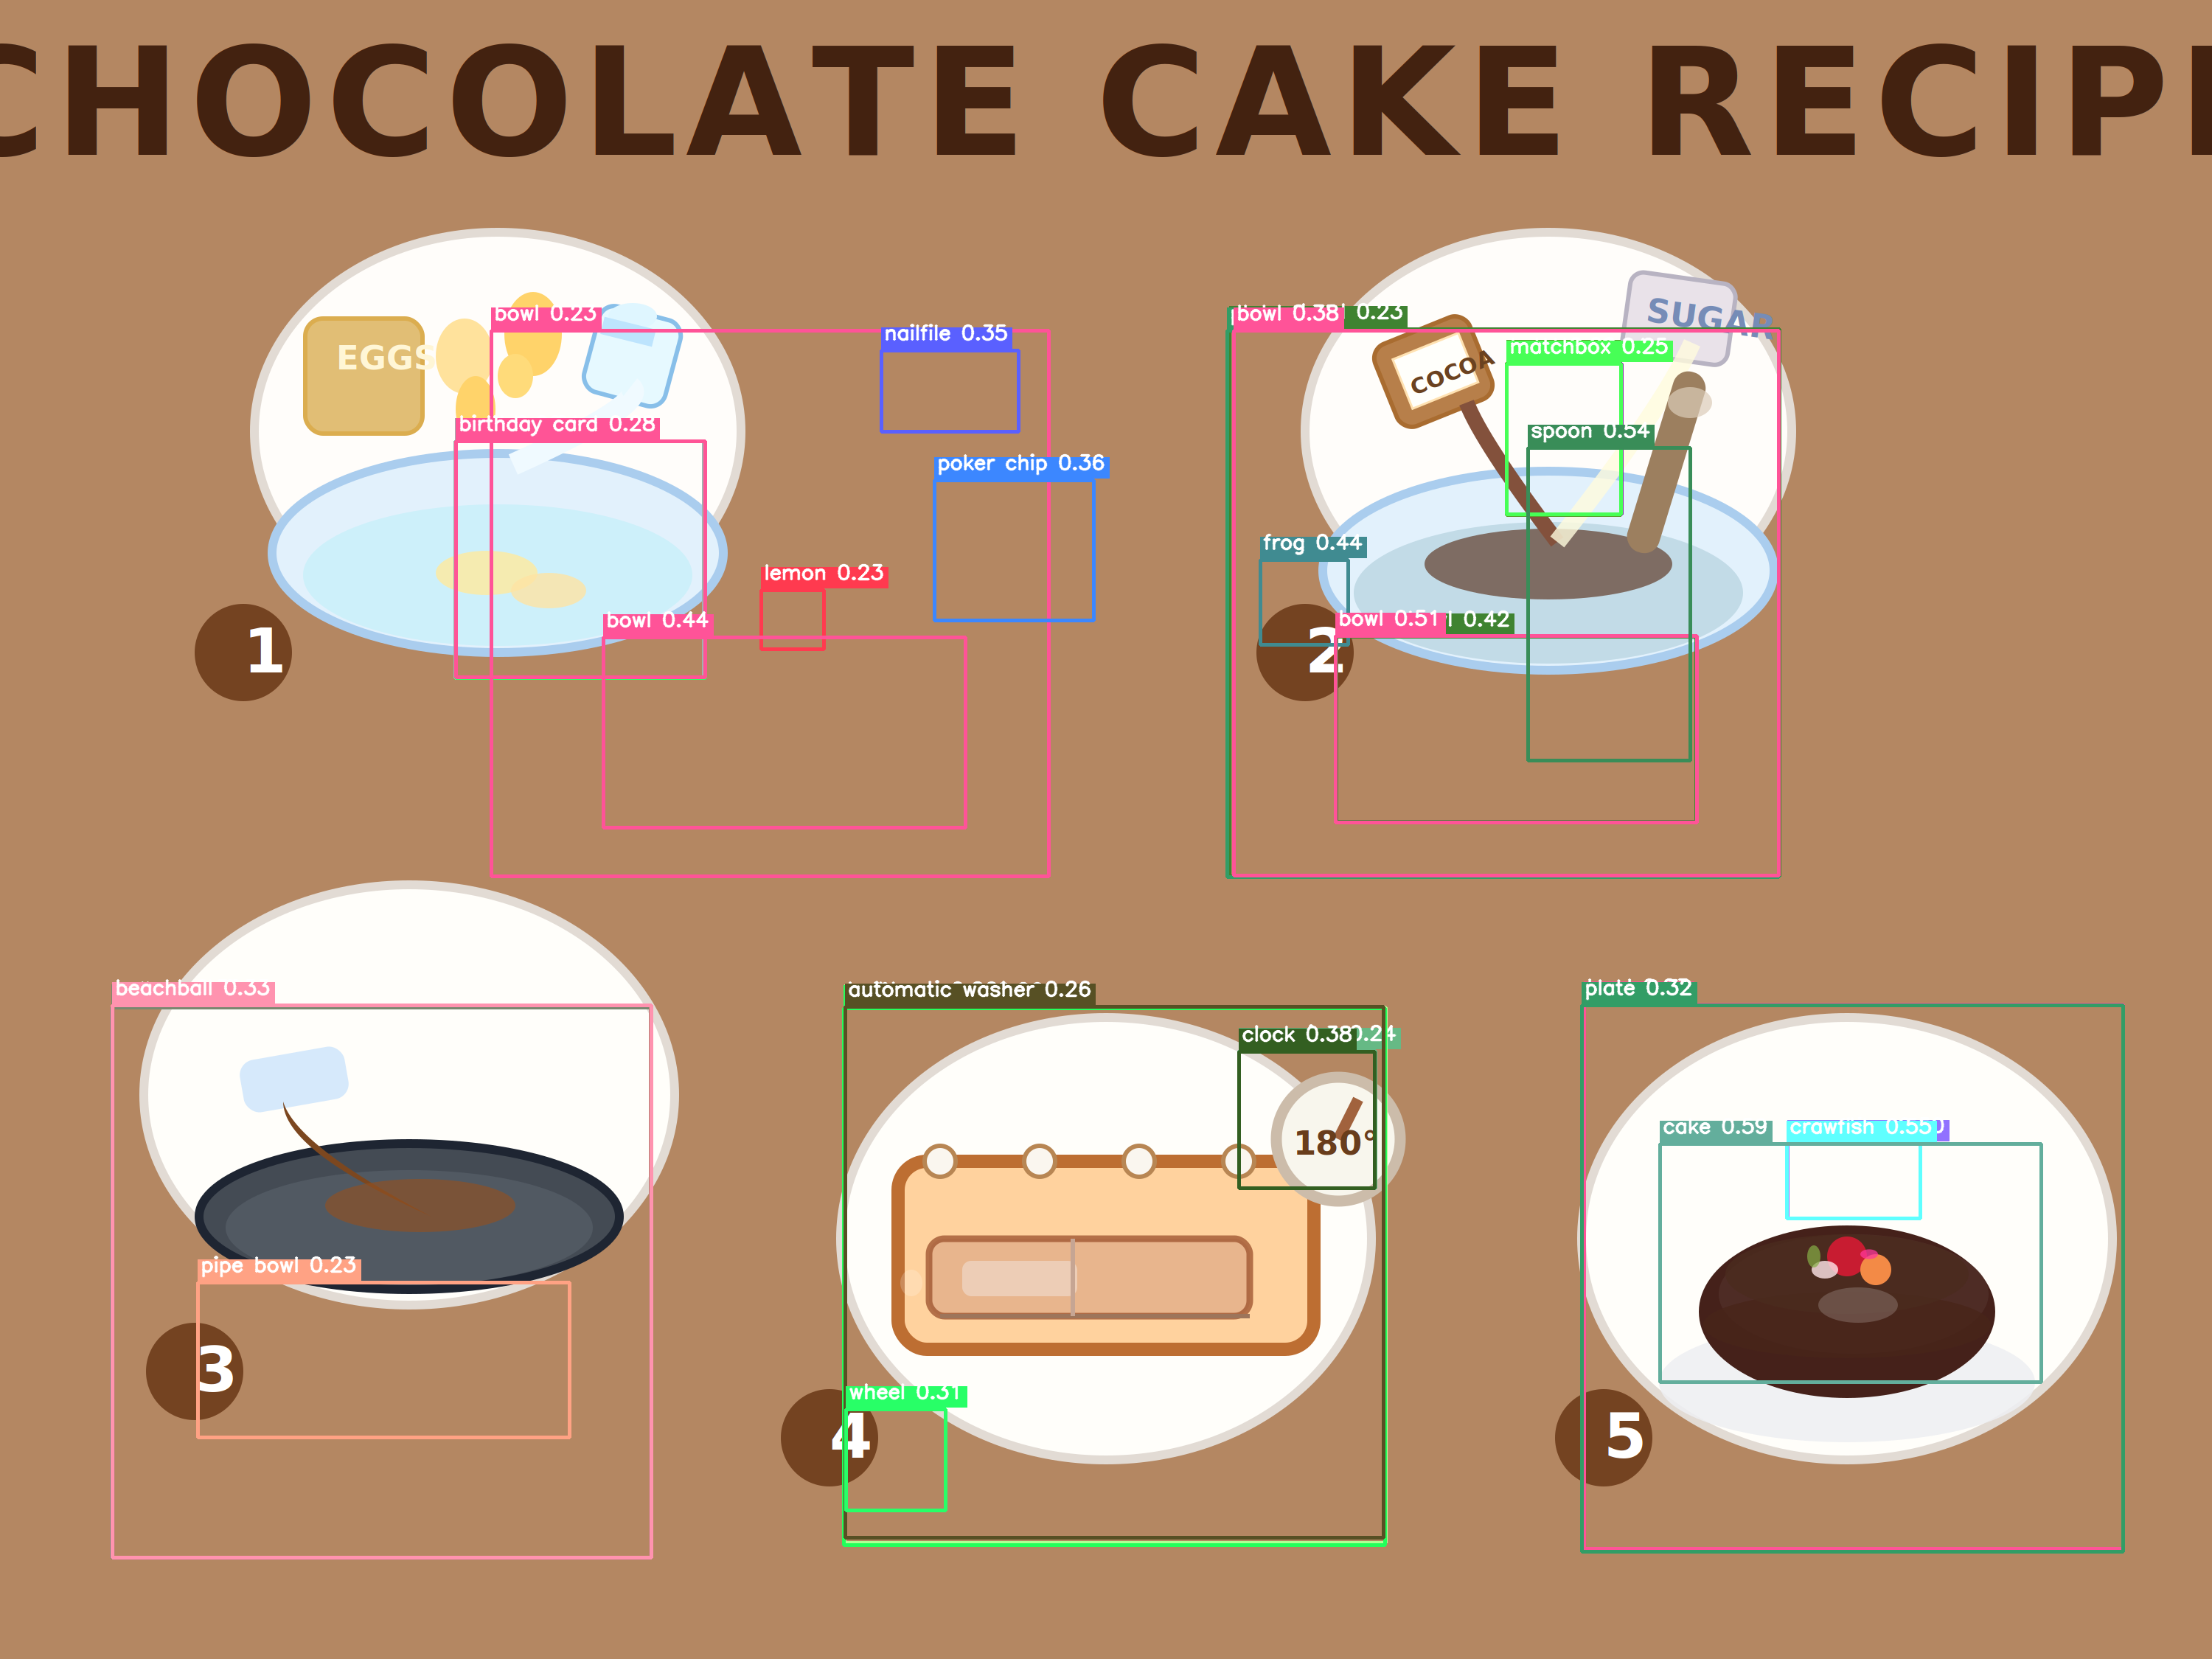 CHOCOLATE CAKE RECIPE
bowl 0.23
nailfile 0.35
EGGS
birthday card 0.28
poker chip 0.36
lemon 0.23
bowl 0.44
1
SUGAR
bowl 0.38
0.23
matchbox 0.25
COCOA
spoon 0.54
frog 0.44
bowl 0.51
0.42
2
beachball 0.33
pipe bowl 0.23
3
automatic washer 0.26
clock 0.38
180°
wheel 0.31
4
plate 0.32
cake 0.59
crawfish 0.55
5